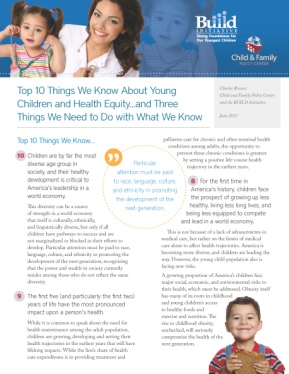 Build
INITIATIVE
Strong Foundations for
Our Youngest Children
Child & Family
POLICY CENTER
Top 10 Things We Know About Young
Children and Health Equity...and Three
Things We Need to Do with What We Know
Charles Bruner,
Child and Family Policy Center
and the BUILD Initiative
June 2013
Top 10 Things We Know...
10 Children are by far the most
diverse age group in
society, and their healthy
development is critical to
America's leadership in a
world economy.
This diversity can be a source
of strength in a world economy
that itself is culturally, ethnically,
and linguistically diverse, but only if all
children have pathways to success and are
not marginalized or blocked in their efforts to
develop. Particular attention must be paid to race,
language, culture, and ethnicity in promoting the
development of the next generation, recognizing
that the power and wealth in society currently
resides among those who do not reflect the same
diversity.
9 The first five (and particularly the first two)
years of life have the most pronounced
impact upon a person's health.
While it is common to speak about the need for
health maintenance among the adult population,
children are growing, developing and setting their
health trajectories in the earliest years that will have
lifelong impacts. While the lion's share of health
care expenditures is in providing treatment and
”
Particular
attention must be paid
to race, language, culture,
and ethnicity in promoting
the development of the
next generation.
palliative care for chronic and often terminal health
conditions among adults, the opportunity to
prevent these chronic conditions is greatest
by setting a positive life-course health
trajectory in the earliest years.
8 For the first time in
America's history, children face
the prospect of growing up less
healthy, living less long lives, and
being less equipped to compete
and lead in a world economy.
This is not because of a lack of advancements in
medical care, but rather on the limits of medical
care alone to affect health trajectories. America is
becoming more diverse, and children are leading the
way. However, the young child population also is
facing new risks.
A growing proportion of America's children face
major social, economic, and environmental risks to
their health, which must be addressed. Obesity itself
has many of its roots in childhood
and young children's access
to healthy foods and
exercise and nutrition. The
rise in childhood obesity,
unchecked, will seriously
compromise the health of the
next generation.